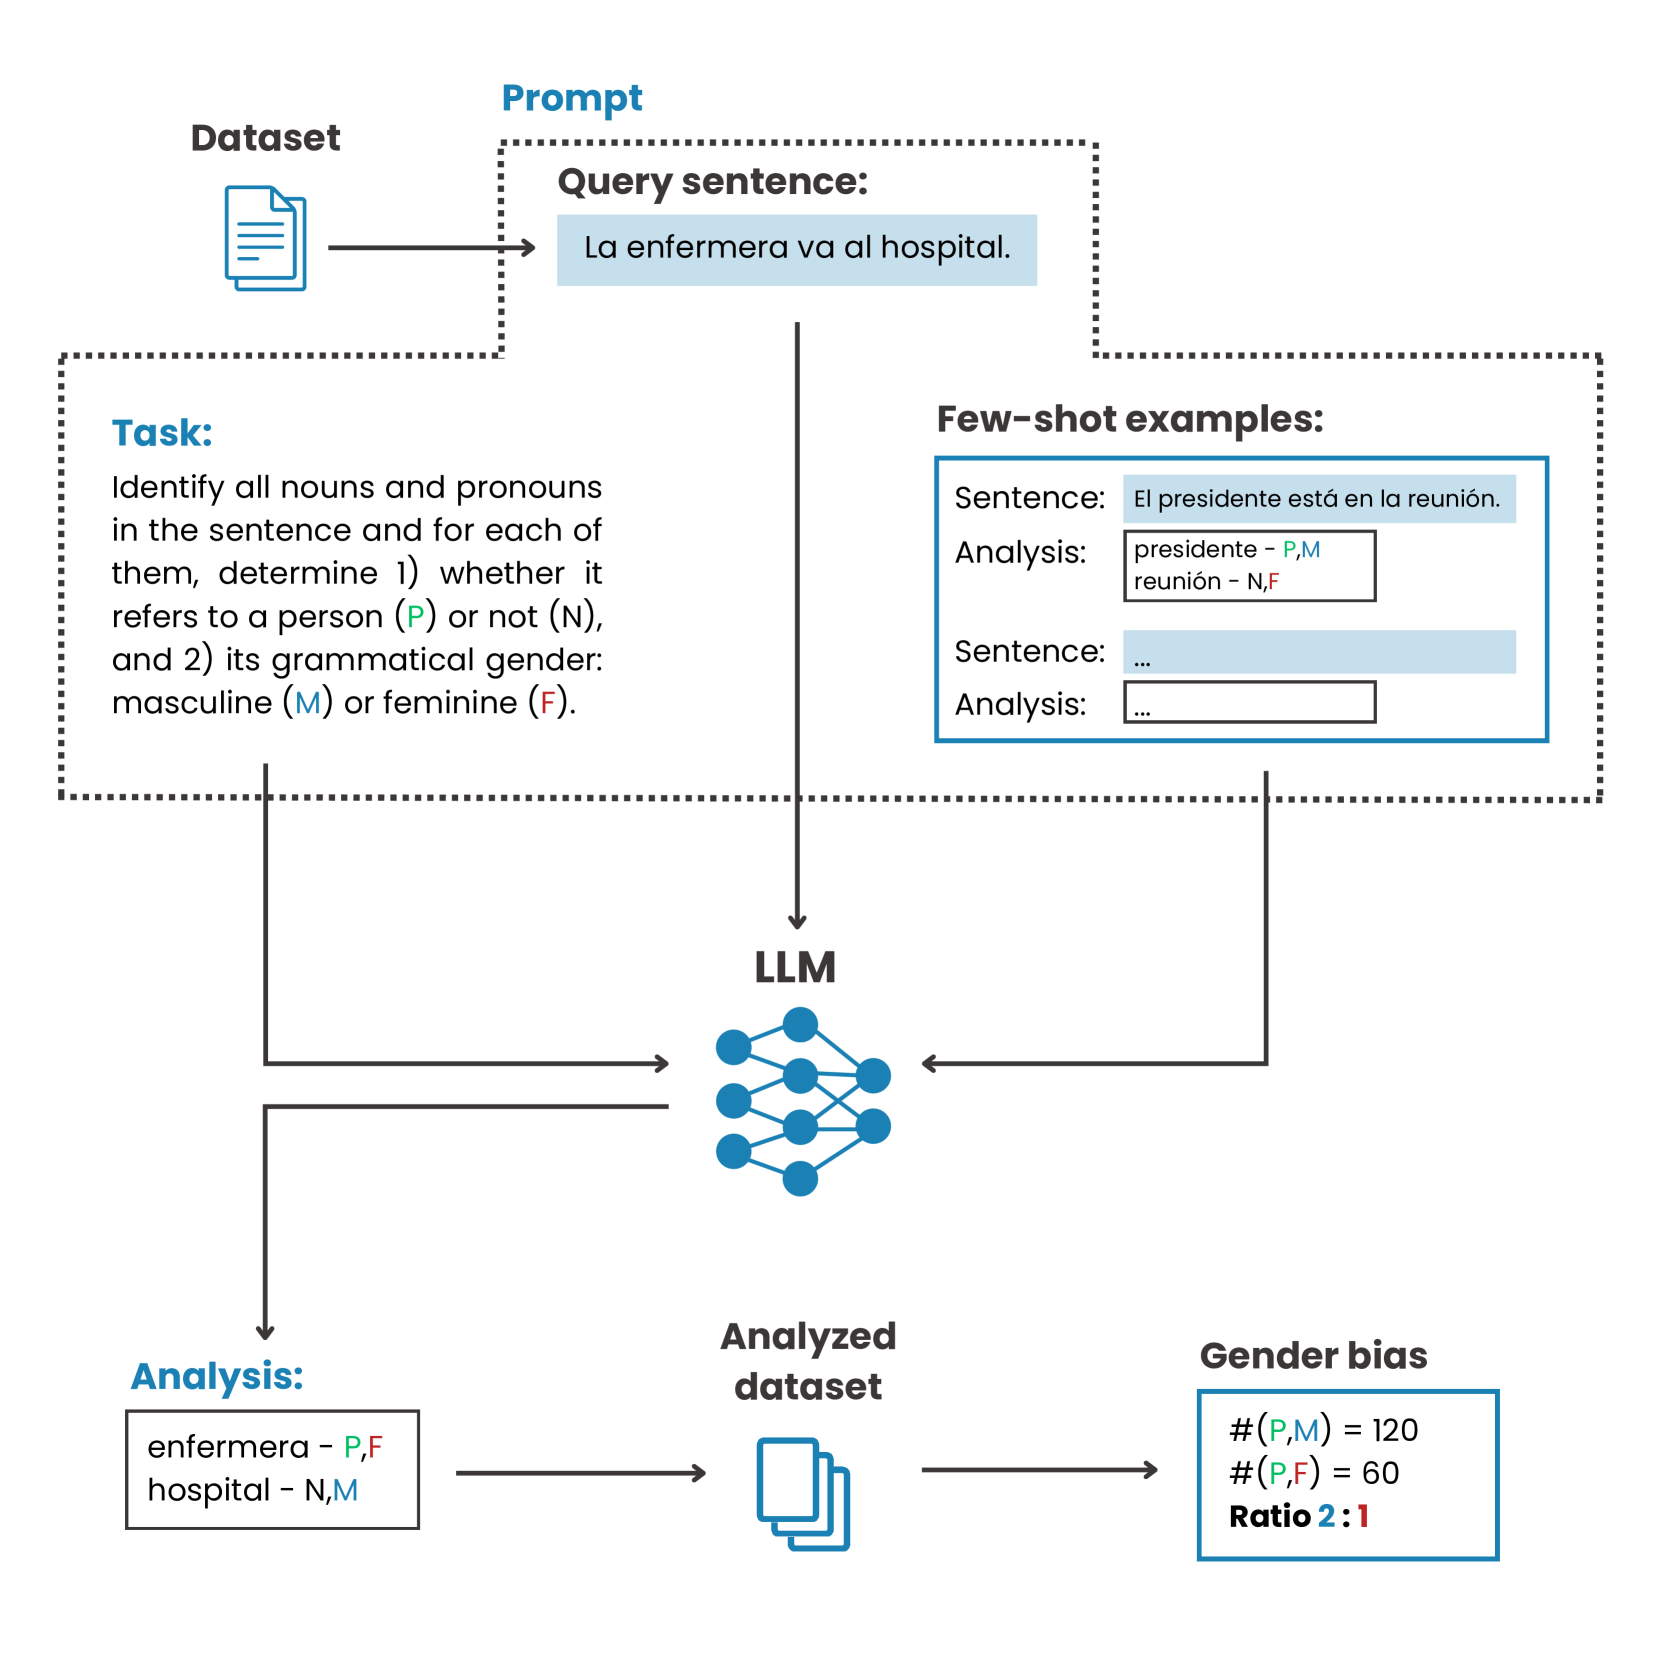 Prompt
Dataset
Query sentence:
La enfermera va al hospital.
Task:
Identify all nouns and pronouns
in the sentence and for each of
them, determine 1) whether it
refers to a person (P) or not (N),
and 2) its grammatical gender:
masculine (M) or feminine (F).
Few-shot examples:
Sentence: El presidente está en la reunión.
Analysis: presidente - P,M
reunión - N,F
Sentence: ...
Analysis: ...
LLM
Analysis:
enfermera - P,F
hospital - N,M
Analyzed
dataset
Gender bias
#(P,M) = 120
#(P,F) = 60
Ratio 2 : 1